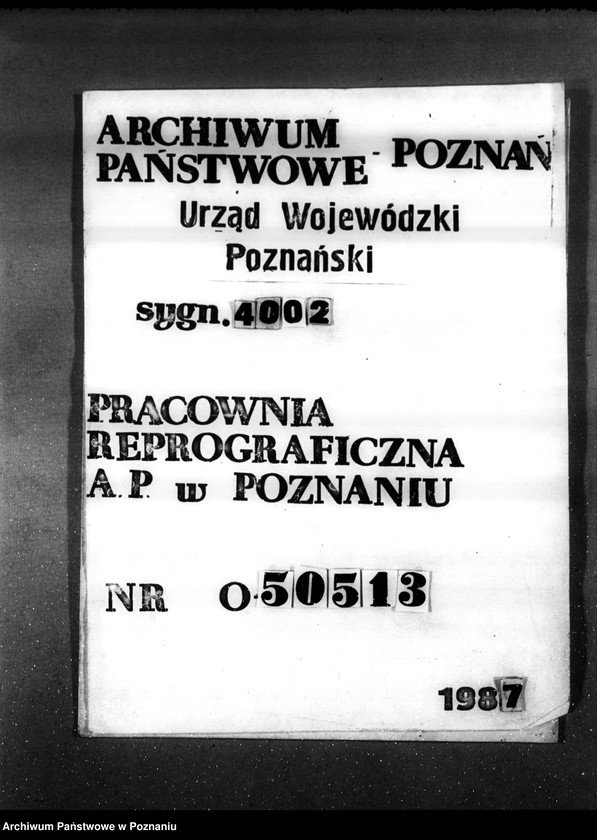 ARCHIWUM
PAŃSTWOWE - POZNAŃ
Urząd Wojewódzki
Poznański
sygn. 4002
PRACOWNIA
REPROGRAFICZNA
A.P. w POZNANIU
NR O.50513
1987
Archiwum Państwowe w Poznaniu